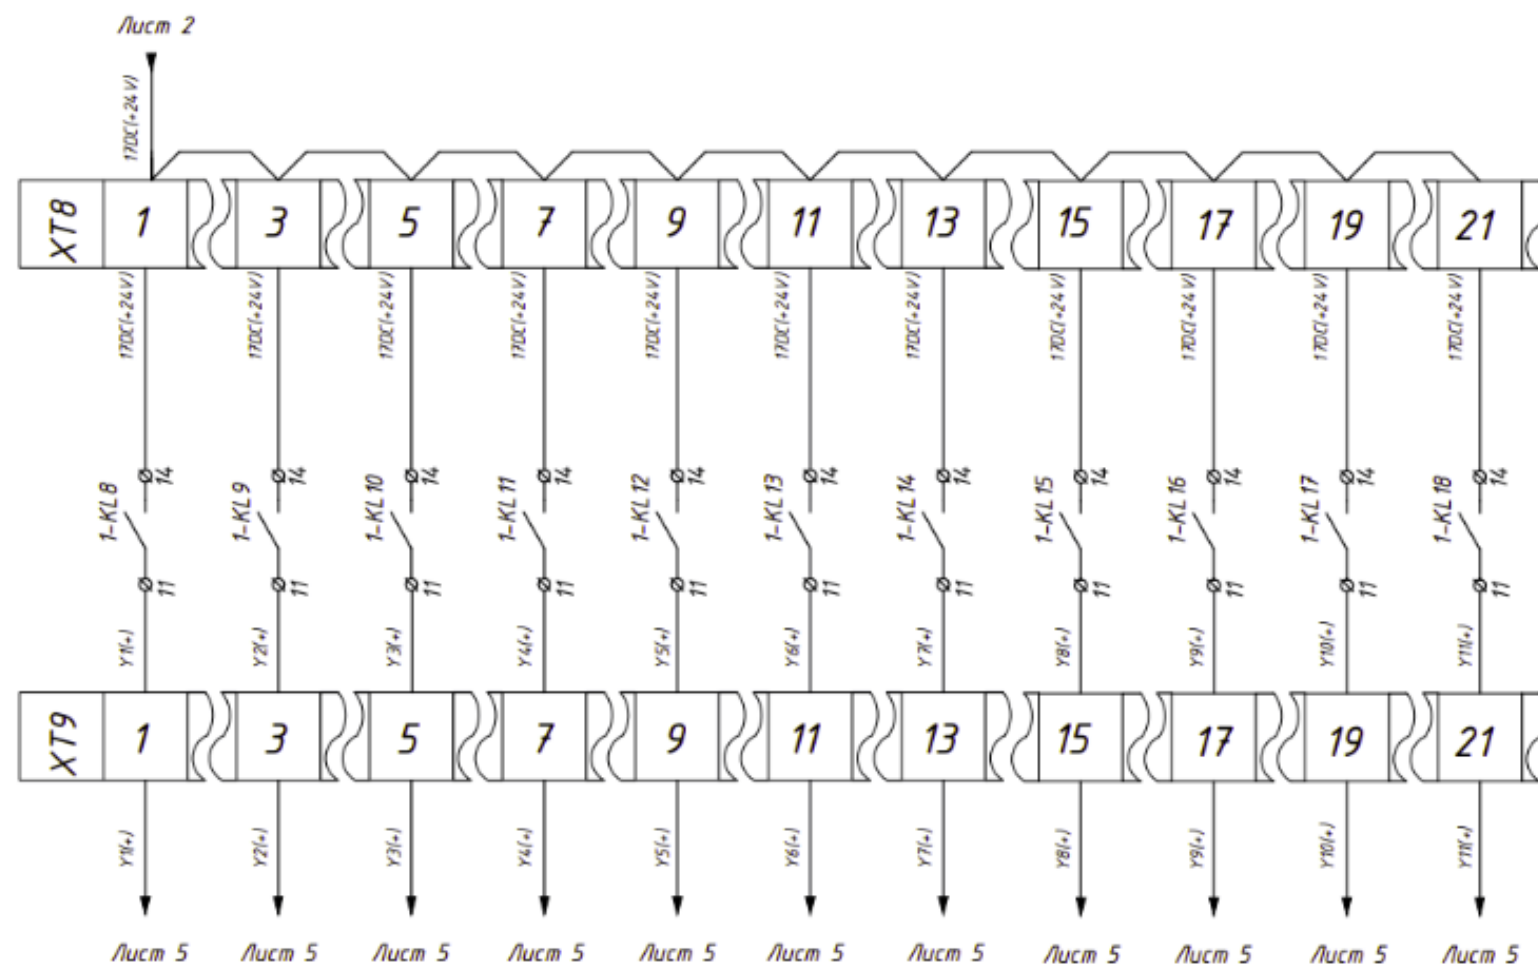 Лист 2
17DC(+24V)
XT8 1 3 5 7 9 11 13 15 17 19 21
17DC(+24V) 17DC(+24V) 17DC(+24V) 17DC(+24V) 17DC(+24V) 17DC(+24V) 17DC(+24V) 17DC(+24V) 17DC(+24V) 17DC(+24V) 17DC(+24V)
14 14 14 14 14 14 14 14 14 14 14
1-KL8 1-KL9 1-KL10 1-KL11 1-KL12 1-KL13 1-KL14 1-KL15 1-KL16 1-KL17 1-KL18
11 11 11 11 11 11 11 11 11 11 11
Y1(+) Y2(+) Y3(+) Y4(+) Y5(+) Y6(+) Y7(+) Y8(+) Y9(+) Y10(+) Y11(+)
XT9 1 3 5 7 9 11 13 15 17 19 21
Y1(+) Y2(+) Y3(+) Y4(+) Y5(+) Y6(+) Y7(+) Y8(+) Y9(+) Y10(+) Y11(+)
Лист 5 Лист 5 Лист 5 Лист 5 Лист 5 Лист 5 Лист 5 Лист 5 Лист 5 Лист 5 Лист 5